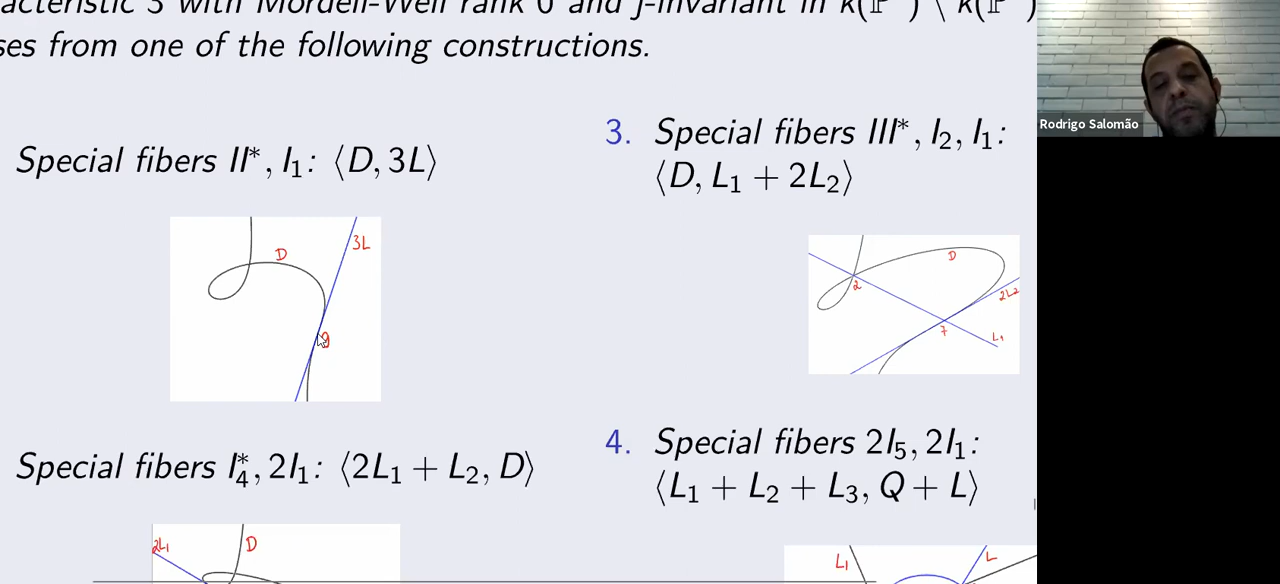 acteristic 3 with Mordell-Weil rank 0 and j-invariant in
ses from one of the following constructions.
Special fibers II*, I₁: ⟨D, 3L⟩
D
3L
9
Special fibers I₄*, 2I₁: ⟨2L₁ + L₂, D⟩
2L₁
D
3. Special fibers III*, I₂, I₁:
⟨D, L₁ + 2L₂⟩
D
2
2L₂
7
L₁
4. Special fibers 2I₅, 2I₁:
⟨L₁ + L₂ + L₃, Q + L⟩
L₁
L
Rodrigo Salomão